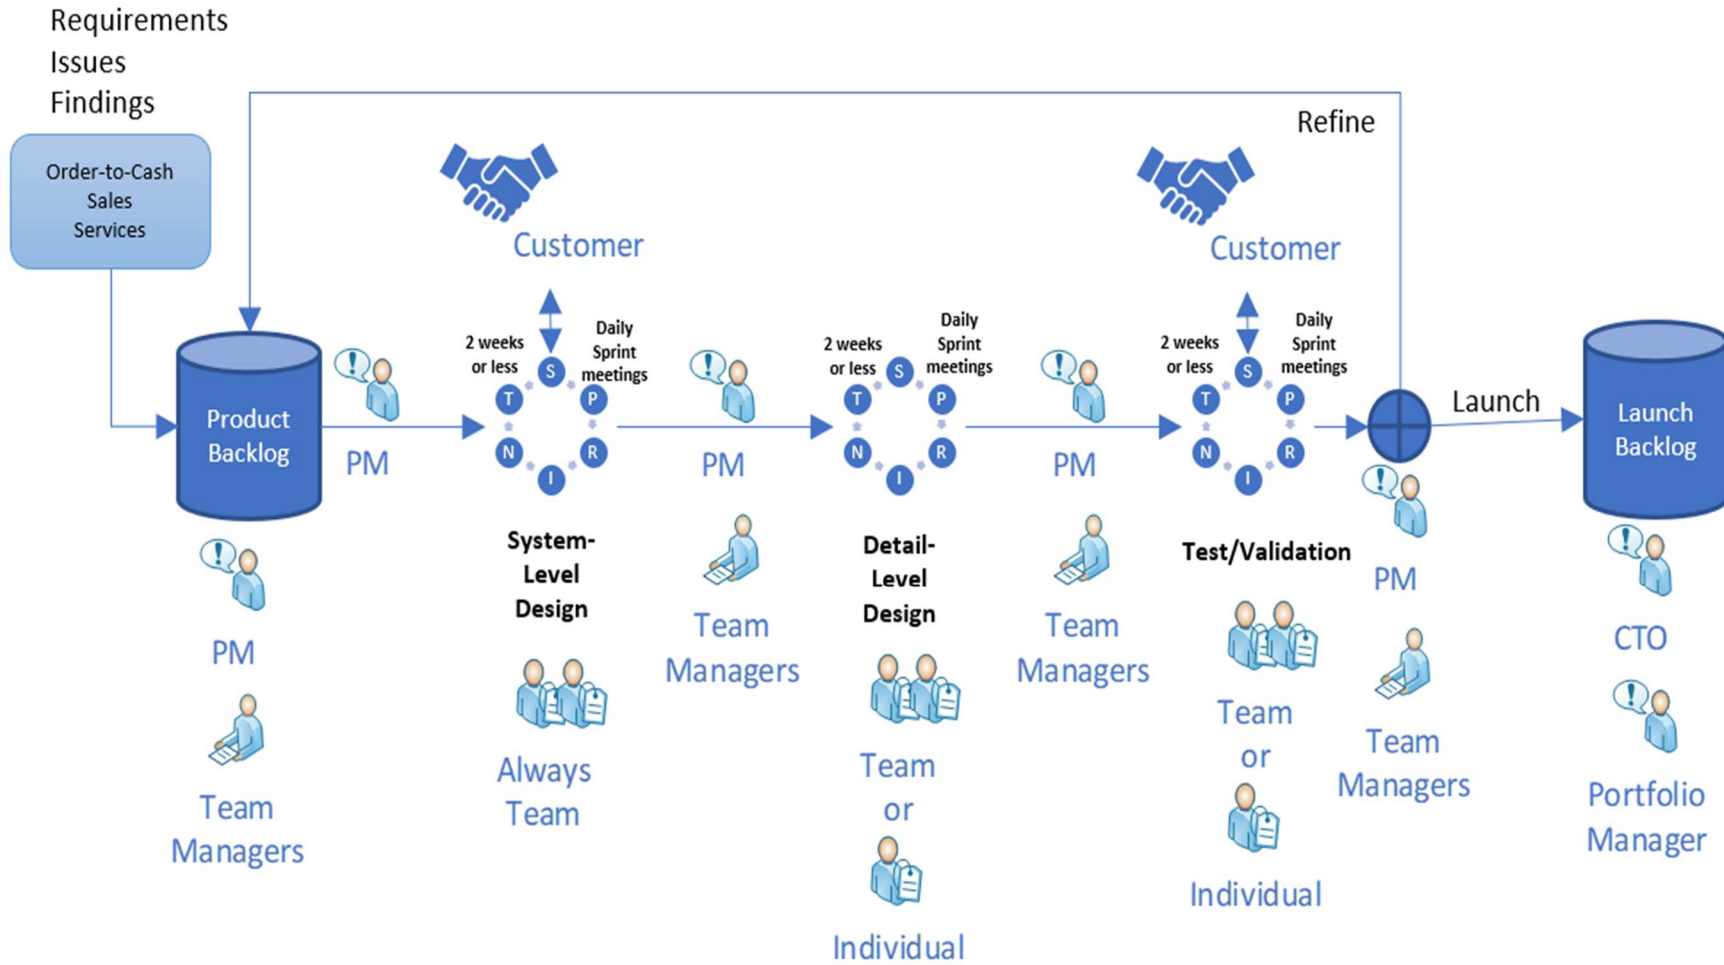 Requirements
Issues
Findings
Order-to-Cash
Sales
Services
Refine
Customer
Customer
2 weeks
or less
Daily
Sprint
meetings
S
P
R
I
N
T
2 weeks
or less
Daily
Sprint
meetings
S
P
R
I
N
T
2 weeks
or less
Daily
Sprint
meetings
S
P
R
I
N
T
Product
Backlog
PM
PM
PM
Launch
Launch
Backlog
PM
Team
Managers
System-
Level
Design
Always
Team
Team
Managers
Detail-
Level
Design
Team
or
Individual
Team
Managers
Test/Validation
Team
or
Individual
PM
Team
Managers
CTO
Portfolio
Manager